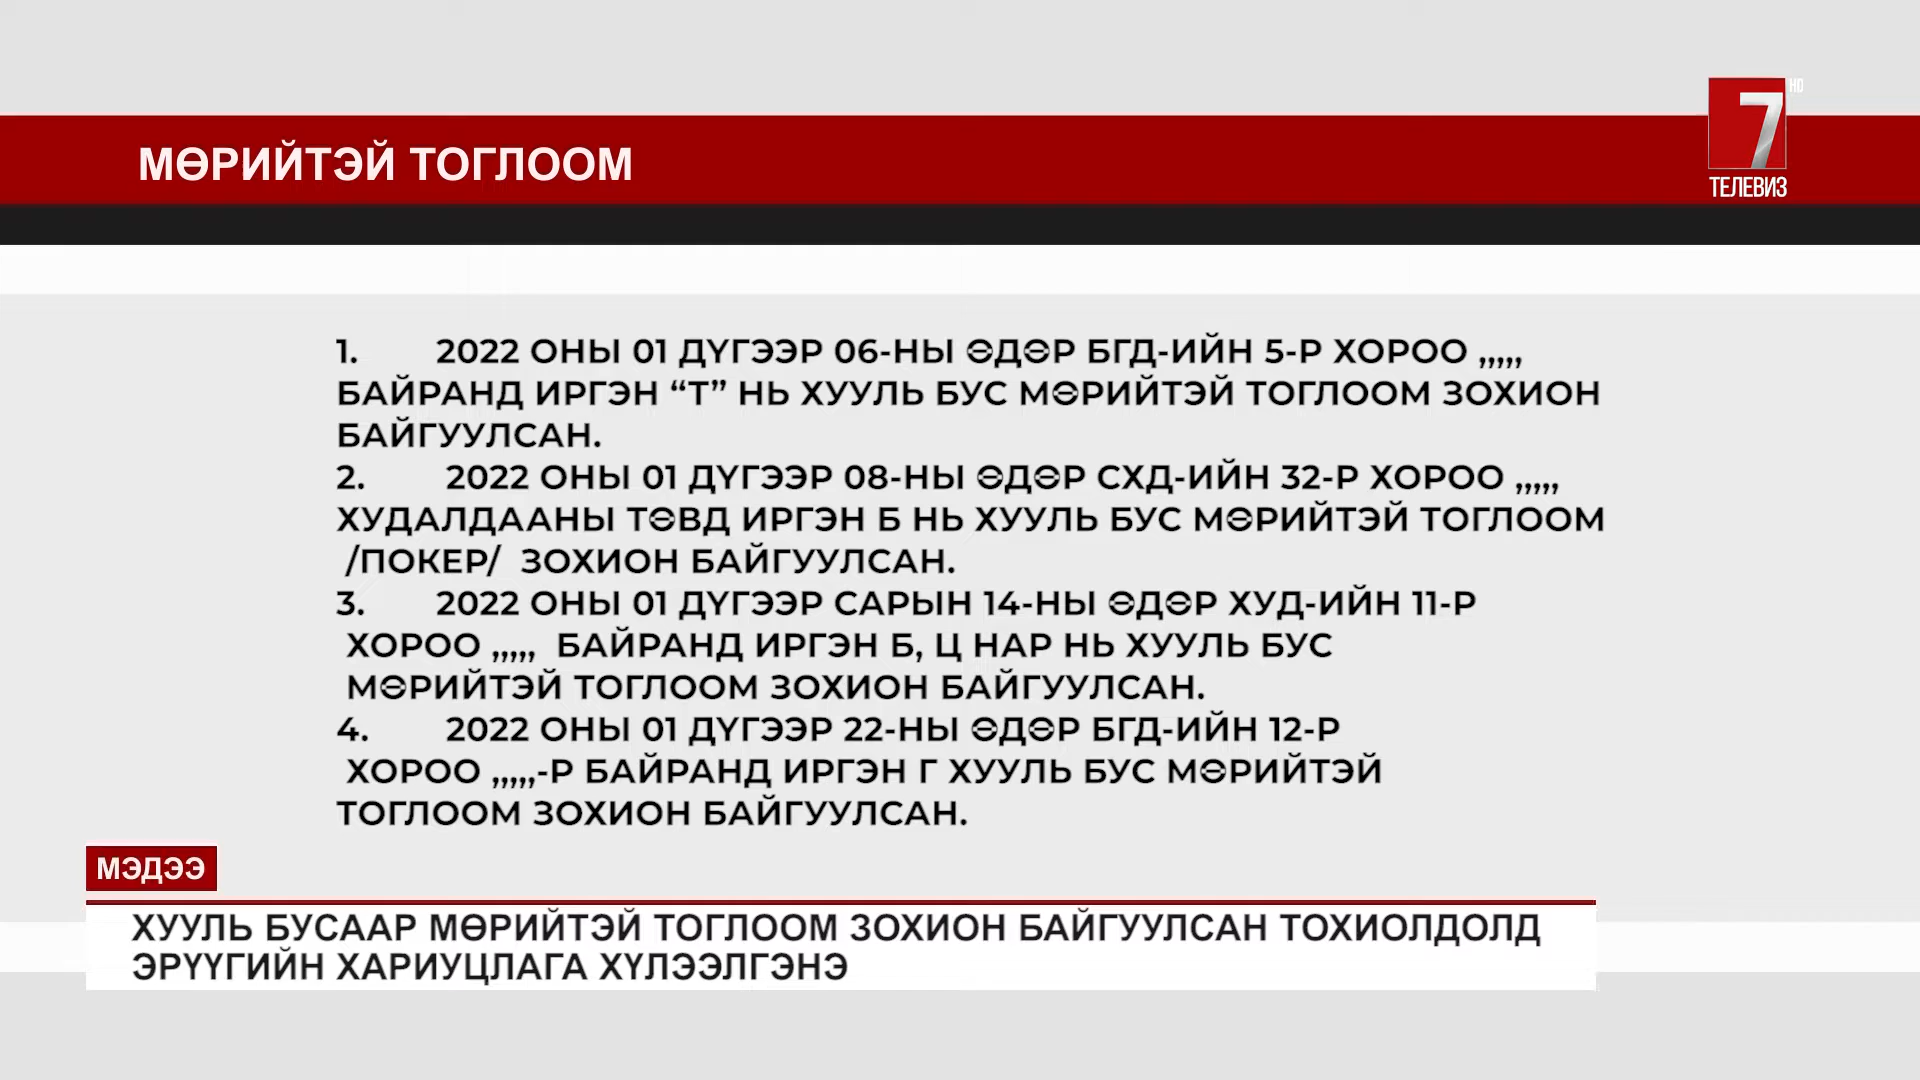 HD
7
ТЕЛЕВИЗ
МӨРИЙТЭЙ ТОГЛООМ
1. 2022 ОНЫ 01 ДҮГЭЭР 06-НЫ ӨДӨР БГД-ИЙН 5-Р ХОРОО ,,,,,
БАЙРАНД ИРГЭН “Т” НЬ ХУУЛЬ БУС МӨРИЙТЭЙ ТОГЛООМ ЗОХИОН
БАЙГУУЛСАН.
2. 2022 ОНЫ 01 ДҮГЭЭР 08-НЫ ӨДӨР СХД-ИЙН 32-Р ХОРОО ,,,,,
ХУДАЛДААНЫ ТӨВД ИРГЭН Б НЬ ХУУЛЬ БУС МӨРИЙТЭЙ ТОГЛООМ
/ПОКЕР/ ЗОХИОН БАЙГУУЛСАН.
3. 2022 ОНЫ 01 ДҮГЭЭР САРЫН 14-НЫ ӨДӨР ХУД-ИЙН 11-Р
ХОРОО ,,,,, БАЙРАНД ИРГЭН Б, Ц НАР НЬ ХУУЛЬ БУС
МӨРИЙТЭЙ ТОГЛООМ ЗОХИОН БАЙГУУЛСАН.
4. 2022 ОНЫ 01 ДҮГЭЭР 22-НЫ ӨДӨР БГД-ИЙН 12-Р
ХОРОО ,,,,,-Р БАЙРАНД ИРГЭН Г ХУУЛЬ БУС МӨРИЙТЭЙ
ТОГЛООМ ЗОХИОН БАЙГУУЛСАН.
МЭДЭЭ
ХУУЛЬ БУСААР МӨРИЙТЭЙ ТОГЛООМ ЗОХИОН БАЙГУУЛСАН ТОХИОЛДОЛД
ЭРҮҮГИЙН ХАРИУЦЛАГА ХҮЛЭЭЛГЭНЭ